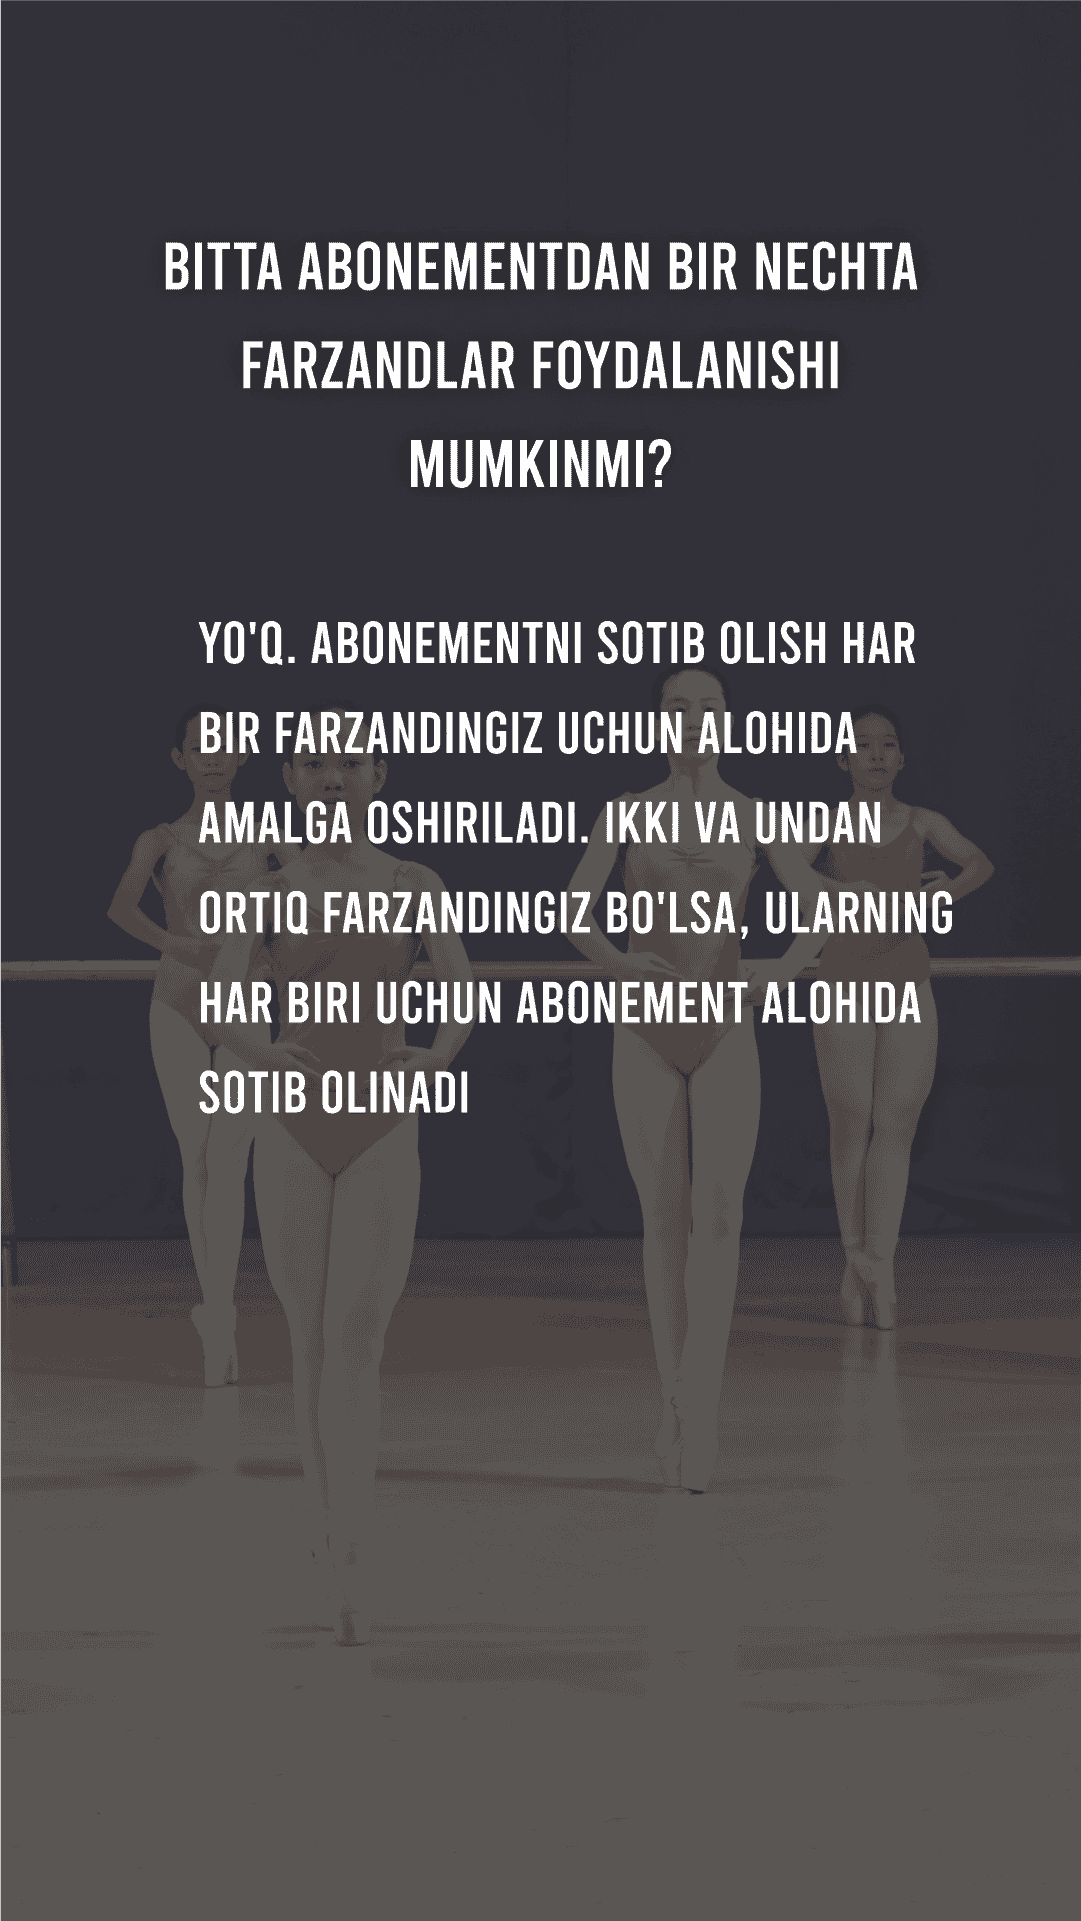 BITTA ABONEMENTDAN BIR NECHTA
FARZANDLAR FOYDALANISHI
MUMKINMI?
YO'Q. ABONEMENTNI SOTIB OLISH HAR
BIR FARZANDINGIZ UCHUN ALOHIDA
AMALGA OSHIRILADI. IKKI VA UNDAN
ORTIQ FARZANDINGIZ BO'LSA, ULARNING
HAR BIRI UCHUN ABONEMENT ALOHIDA
SOTIB OLINADI